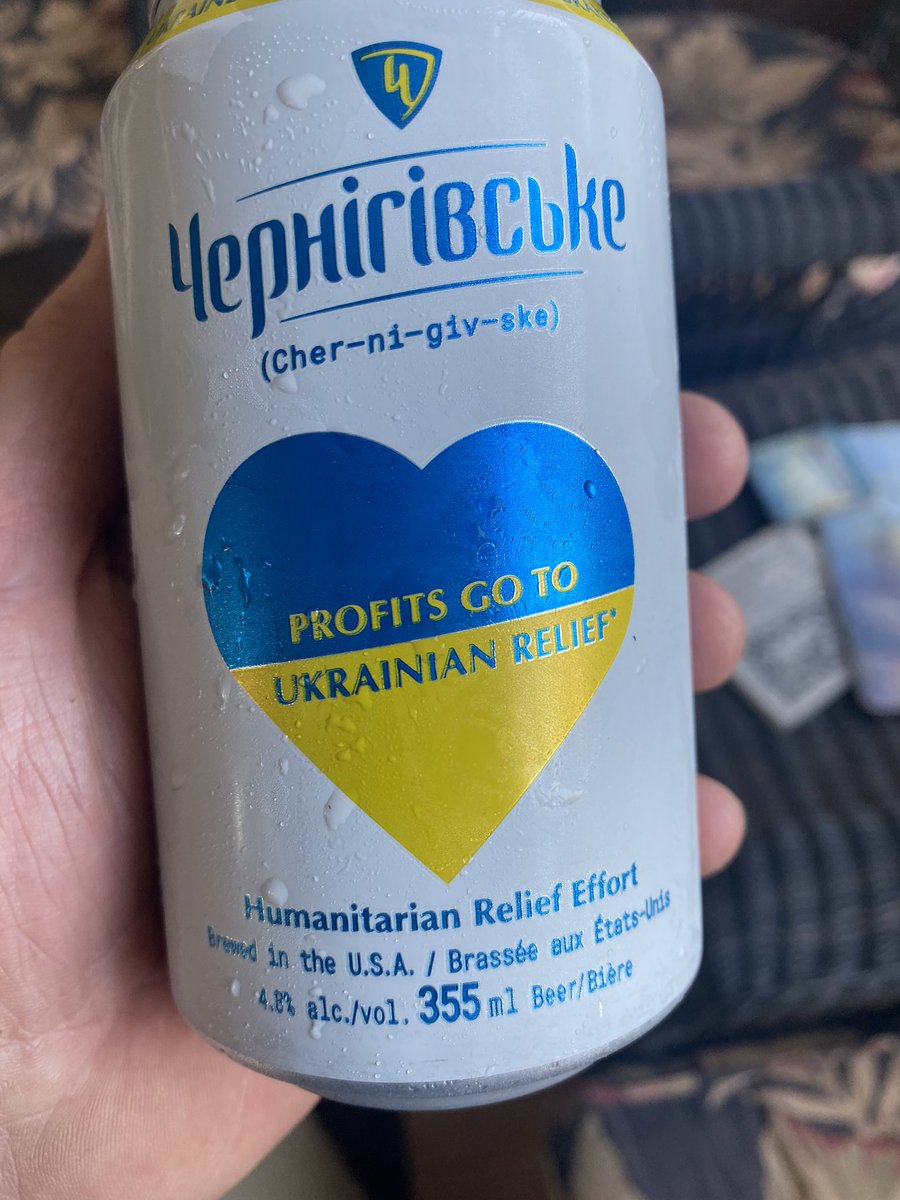 UKRAINE
Ч
Чернігівське
(Cher-ni-giv-ske)
PROFITS GO TO
UKRAINIAN RELIEF*
Humanitarian Relief Effort
Brewed in the U.S.A. / Brassée aux États-Unis
4.8% alc./vol. 355 ml Beer/Bière